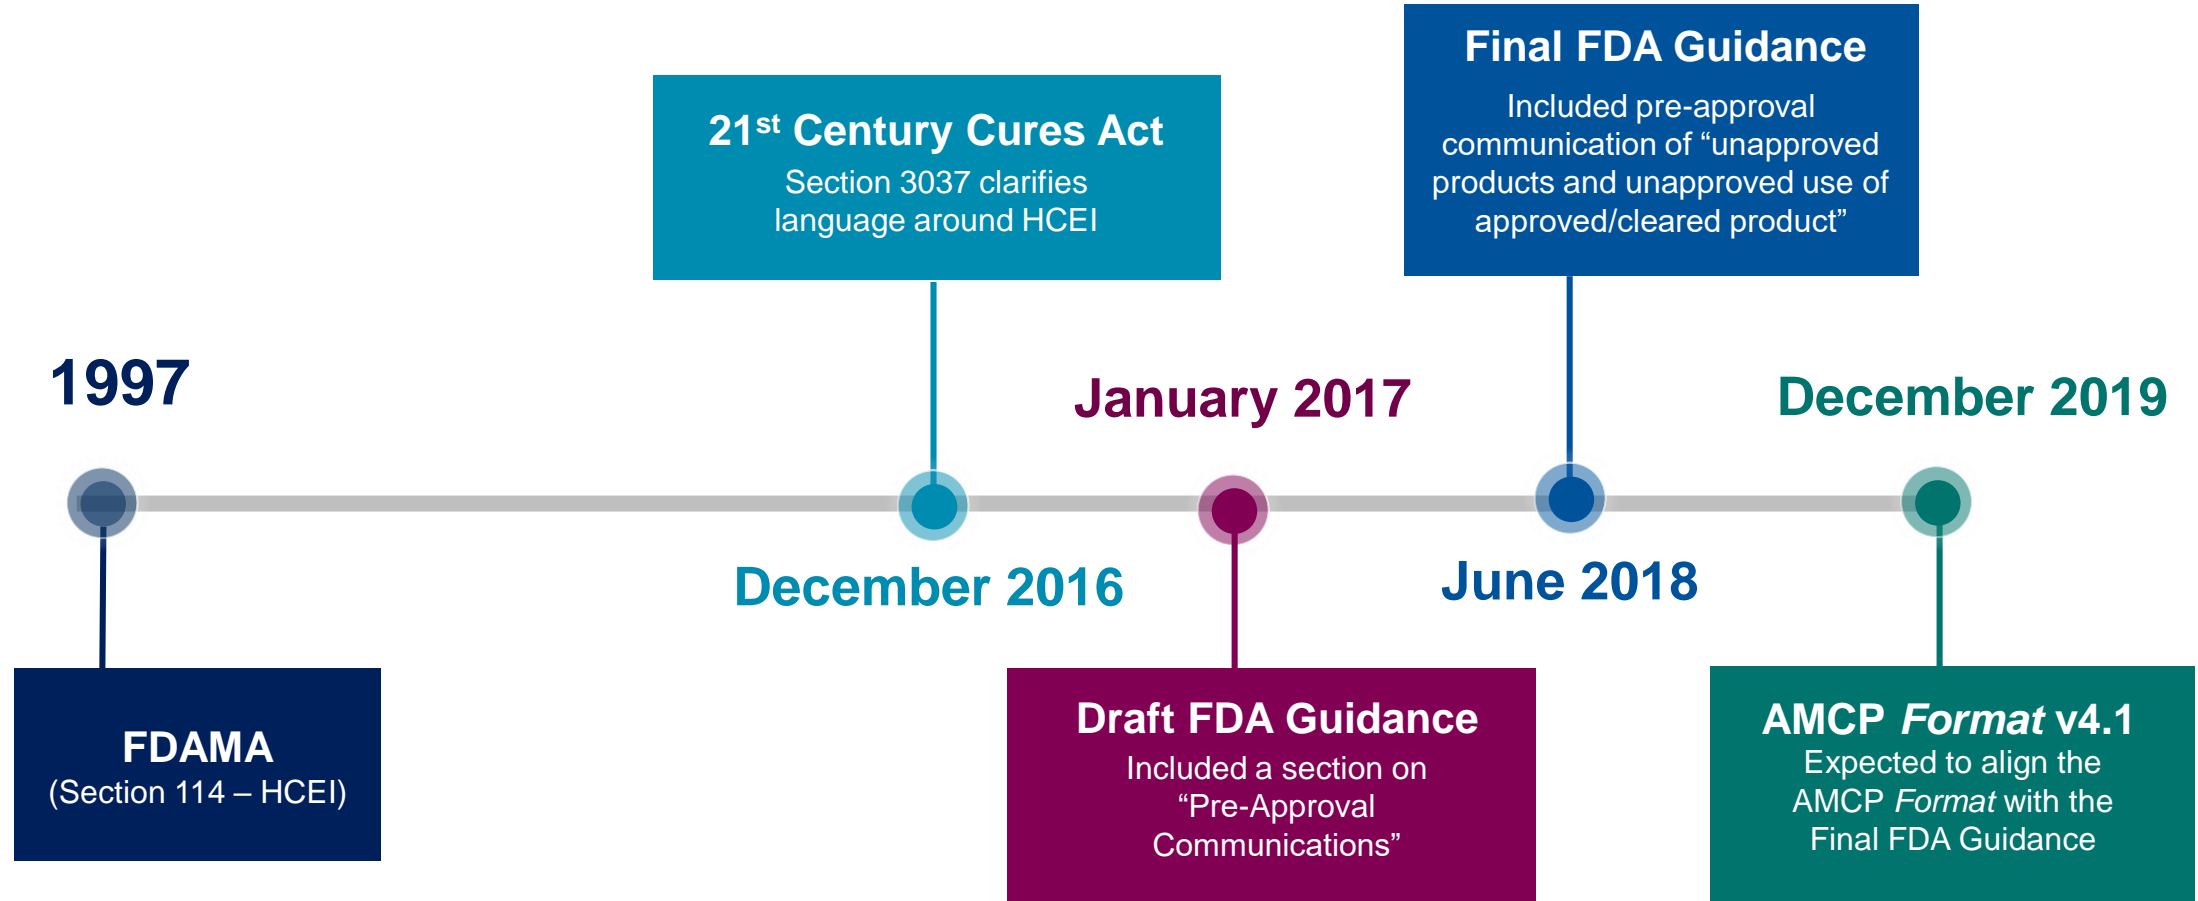 1997
FDAMA
(Section 114 – HCEI)
21st Century Cures Act
Section 3037 clarifies
language around HCEI
December 2016
January 2017
Draft FDA Guidance
Included a section on
“Pre-Approval
Communications”
Final FDA Guidance
Included pre-approval
communication of “unapproved
products and unapproved use of
approved/cleared product”
June 2018
December 2019
AMCP Format v4.1
Expected to align the
AMCP Format with the
Final FDA Guidance